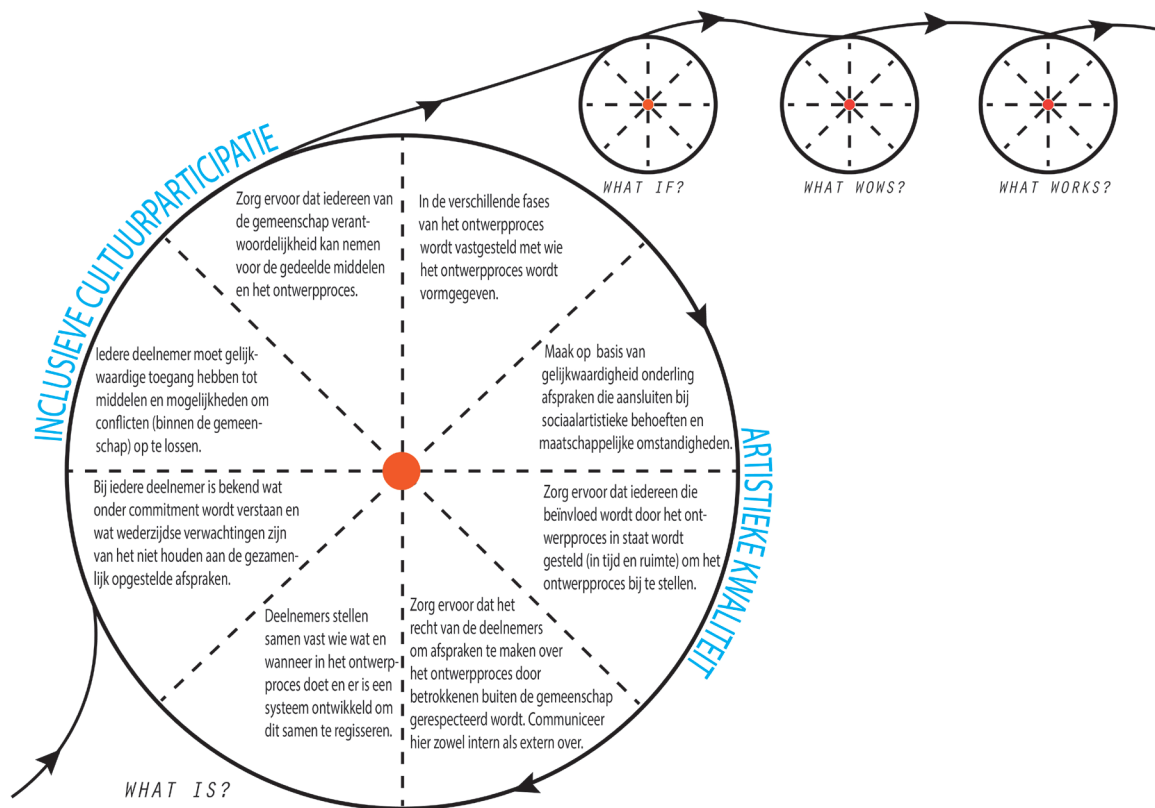 WHAT IF?
WHAT WOWS?
WHAT WORKS?
INCLUSIEVE CULTUURPARTICIPATIE
Zorg ervoor dat iedereen van
de gemeenschap verant-
woordelijkheid kan nemen
voor de gedeelde middelen
en het ontwerpproces.
In de verschillende fases
van het ontwerpproces
wordt vastgesteld met wie
het ontwerpproces wordt
vormgegeven.
Maak op basis van
gelijkwaardigheid onderling
afspraken die aansluiten bij
sociaalartistieke behoeften en
maatschappelijke omstandigheden.
Zorg ervoor dat iedereen die
beïnvloed wordt door het ont-
werpproces in staat wordt
gesteld (in tijd en ruimte) om het
ontwerpproces bij te stellen.
ARTISTIEKE KWALITEIT
Zorg ervoor dat het
recht van de deelnemers
om afspraken te maken over
het ontwerpproces door
betrokkenen buiten de gemeenschap
gerespecteerd wordt. Communiceer
hier zowel intern als extern over.
Deelnemers stellen
samen vast wie wat en
wanneer in het ontwerp-
proces doet en er is een
systeem ontwikkeld om
dit samen te regisseren.
Bij iedere deelnemer is bekend wat
onder commitment wordt verstaan en
wat wederzijdse verwachtingen zijn
van het niet houden aan de gezamen-
lijk opgestelde afspraken.
Iedere deelnemer moet gelijk-
waardige toegang hebben tot
middelen en mogelijkheden om
conflicten (binnen de gemeen-
schap) op te lossen.
WHAT IS?